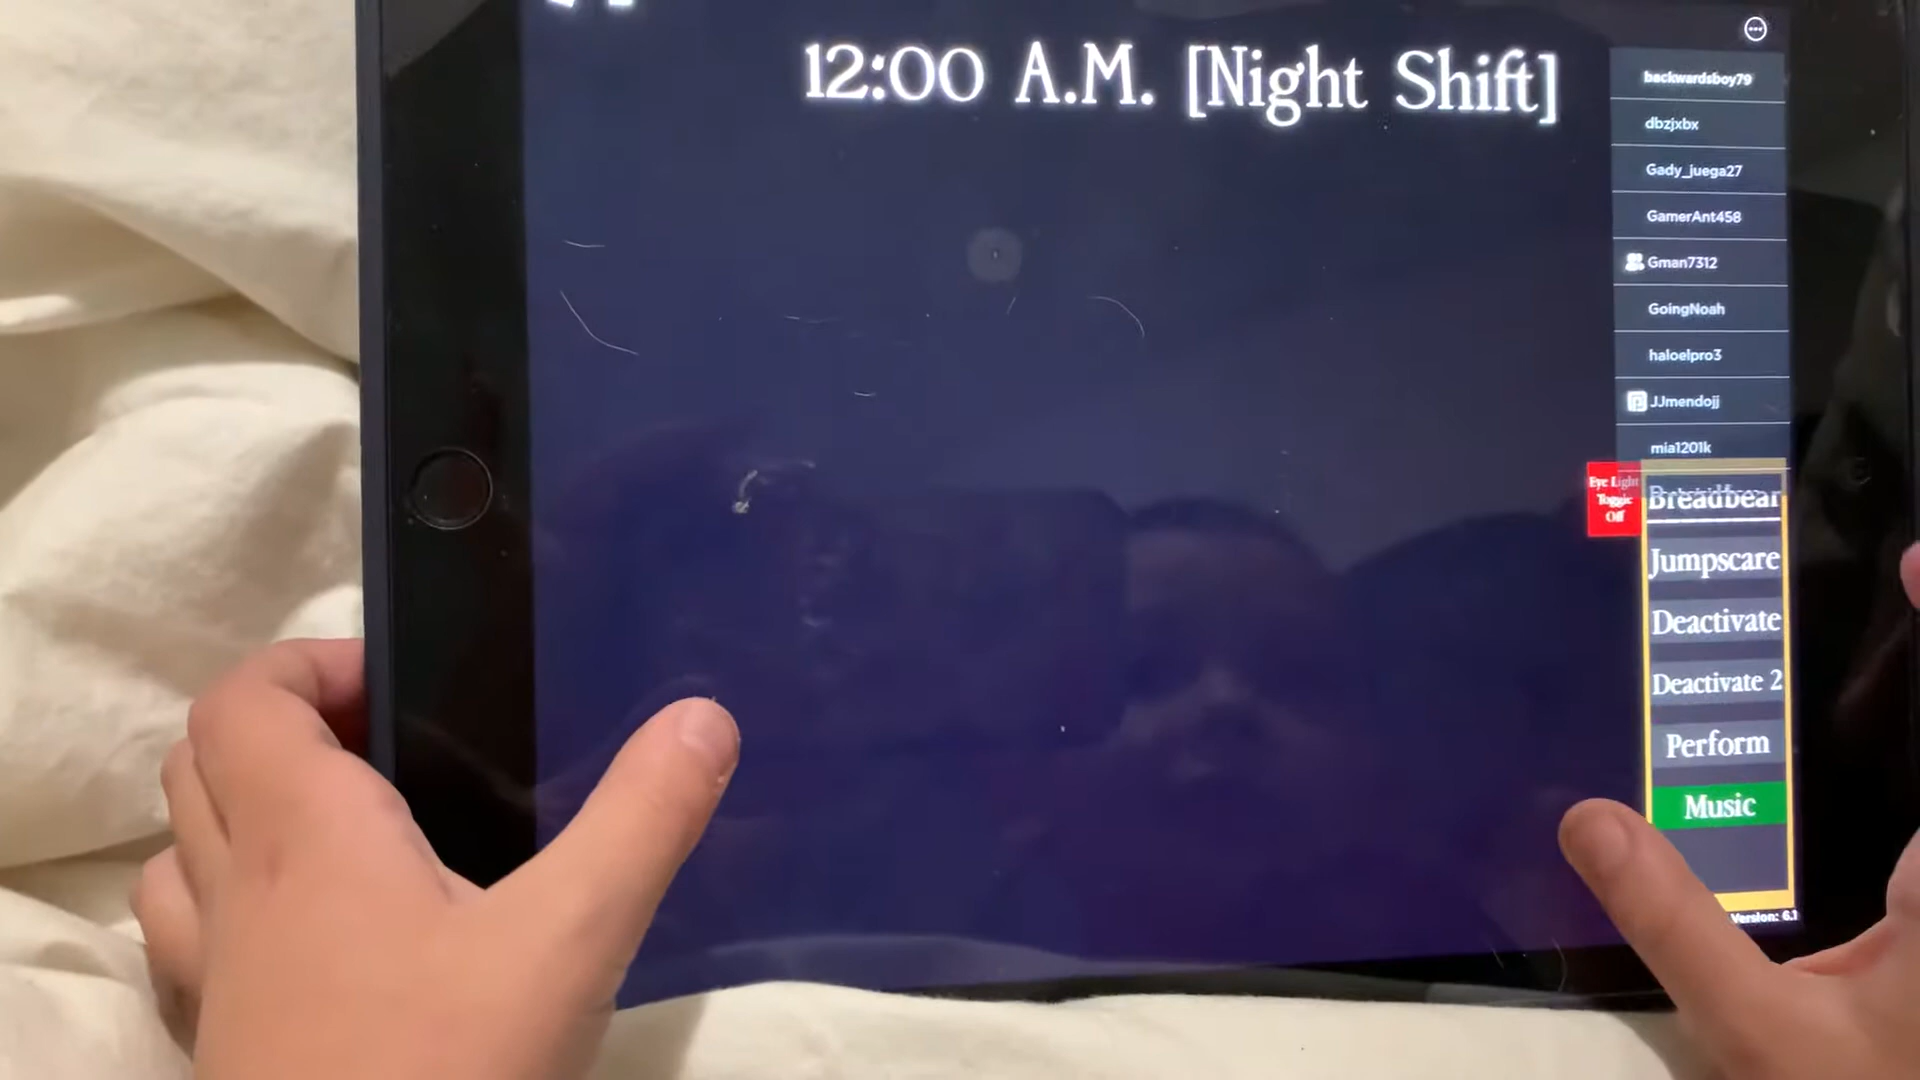 12:00 A.M. [Night Shift]
backwardsboy79
dbzjxbx
Gady_juega27
GamerAnt458
Gman7312
GoingNoah
haloelpro3
JJmendojj
mia1201k
Eye Light
Toggle
Off
Breadbear
Jumpscare
Deactivate
Deactivate 2
Perform
Music
Version: 6.1